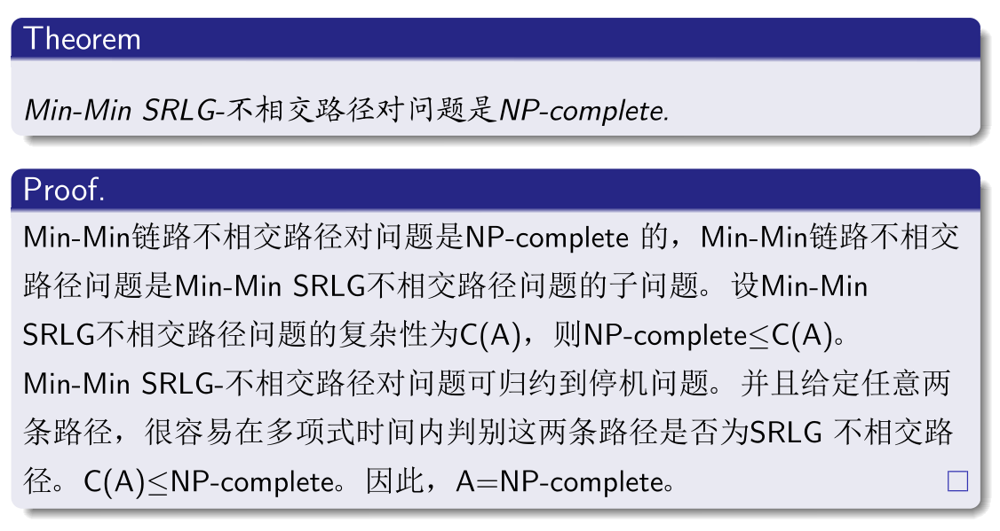 Theorem
Min-Min SRLG-不相交路径对问题是NP-complete.
Proof.
Min-Min链路不相交路径对问题是NP-complete 的，Min-Min链路不相交
路径问题是Min-Min SRLG不相交路径问题的子问题。设Min-Min
SRLG不相交路径问题的复杂性为C(A)，则NP-complete≤C(A)。
Min-Min SRLG-不相交路径对问题可归约到停机问题。并且给定任意两
条路径，很容易在多项式时间内判别这两条路径是否为SRLG 不相交路
径。C(A)≤NP-complete。因此，A=NP-complete。 □